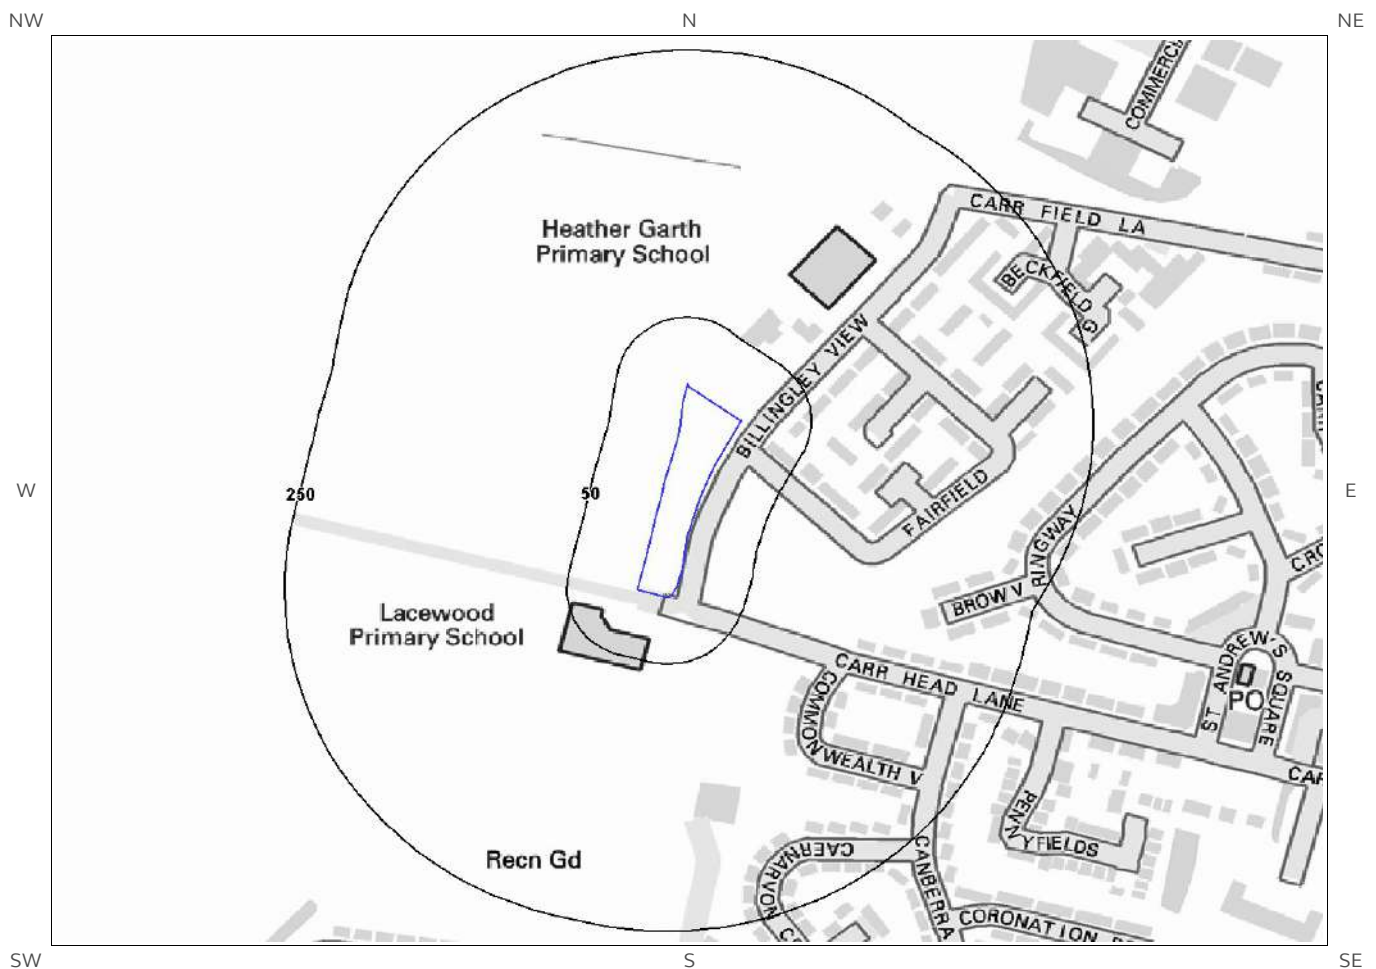 NW
N
NE
COMMERCI
CARR FIELD LA
Heather Garth
Primary School
BECKFIELD G
BILLINGLEY VIEW
W
250
50
E
FAIRFIELD
RINGWAY
CRO
BROW V
Lacewood
Primary School
ST ANDREW'S SQUARE
PO
CARR HEAD LANE
COMMONWEALTH V
CAR
PENNYFIELDS
CAERNARVON C
CANBERRA
Recn Gd
CORONATION
SW
S
SE